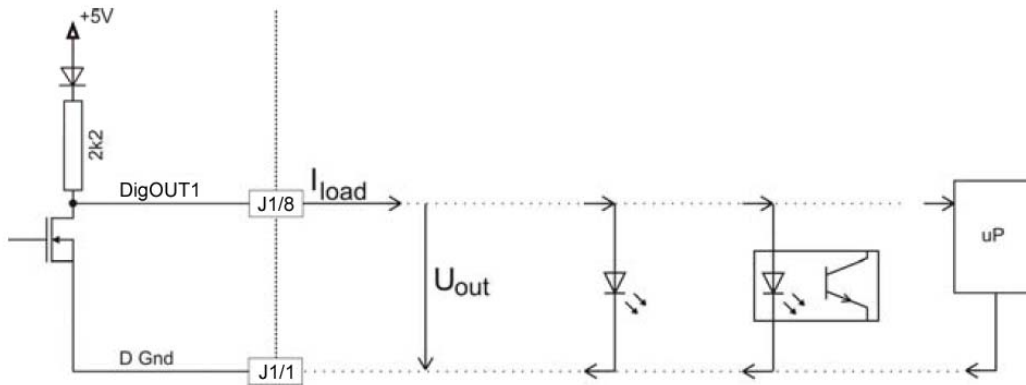 +5V
2k2
DigOUT1
J1/8
Iload
Uout
uP
D Gnd
J1/1